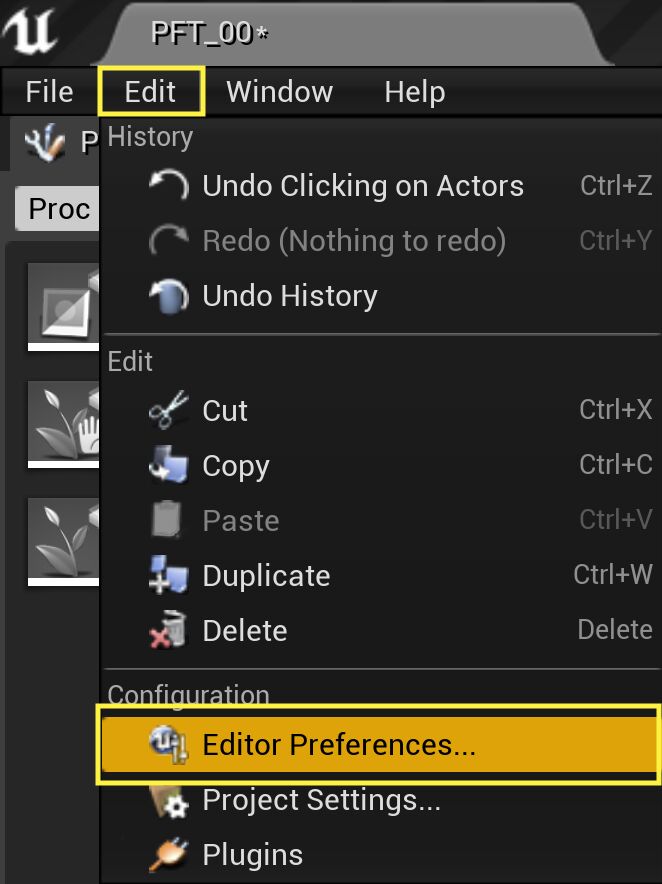 PFT_00*
File Edit Window Help
P
History
Proc
Undo Clicking on Actors Ctrl+Z
Redo (Nothing to redo) Ctrl+Y
Undo History
Edit
Cut Ctrl+X
Copy Ctrl+C
Paste Ctrl+V
Duplicate Ctrl+W
Delete Delete
Configuration
Editor Preferences...
Project Settings...
Plugins